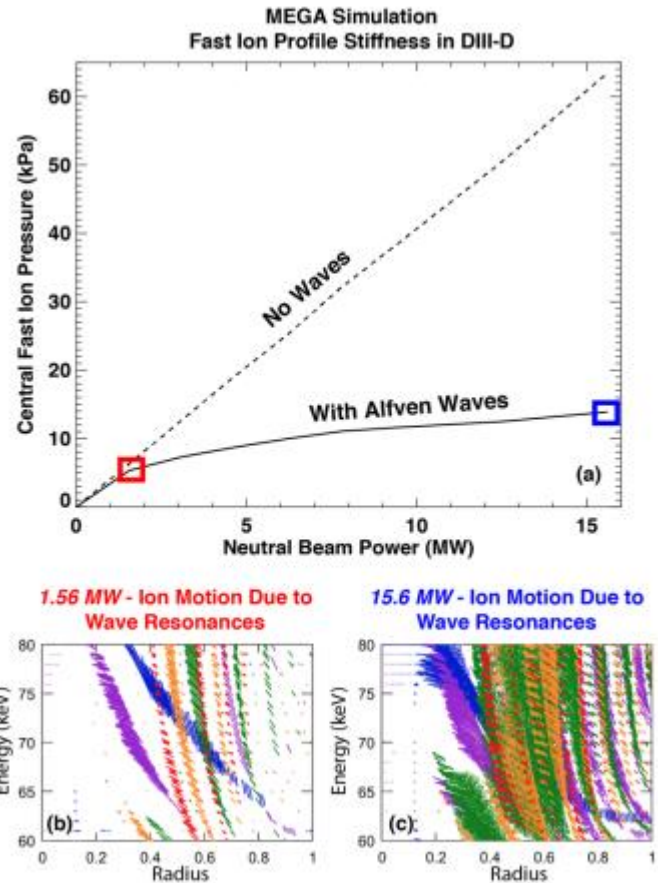 MEGA Simulation
Fast Ion Profile Stiffness in DIII-D
Central Fast Ion Pressure (kPa)
60
50
40
30
20
10
0
No Waves
With Alfven Waves
(a)
0 5 10 15
Neutral Beam Power (MW)
1.56 MW - Ion Motion Due to
Wave Resonances
Energy (keV)
80
75
70
65
60
(b)
0 0.2 0.4 0.6 0.8 1
Radius
15.6 MW - Ion Motion Due to
Wave Resonances
Energy (keV)
80
75
70
65
60
(c)
0 0.2 0.4 0.6 0.8 1
Radius